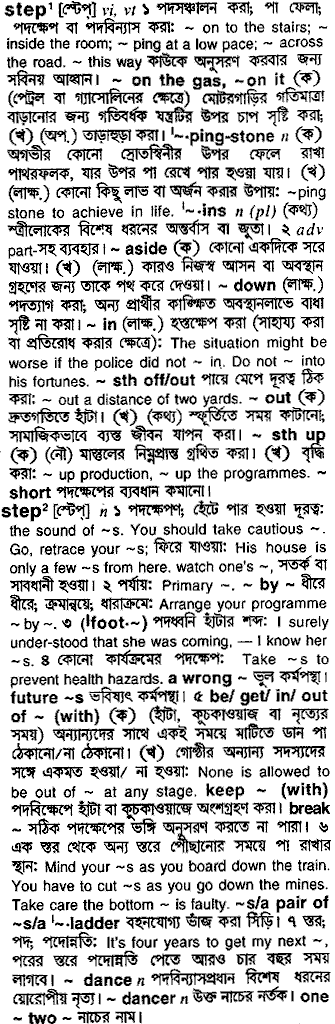 step¹ [স্টেপ্] vi, vt ১ পদসঞ্চালন করা; পা ফেলা;
পদক্ষেপ বা পদবিন্যাস করা: ~ on to the stairs; ~
inside the room; ~ ping at a low pace; ~ across
the road. ~ this way কাউকে অনুসরণ করবার জন্য
সবিনয় আহ্বান। ~ on the gas, ~on it (ক)
(পেট্রল বা গ্যাসোলিনের ক্ষেত্রে) মোটরগাড়ির গতিমাত্রা
বাড়ানোর জন্য গতিবর্ধক যন্ত্রটির উপর চাপ সৃষ্টি করা;
(খ) (অপ.) তাড়াহুড়া করা। ˡ~·ping-stone n (ক)
অগভীর কোনো স্রোতস্বিনীর উপর ফেলে রাখা
পাথরফলক, যার উপর পা রেখে পার হওয়া যায়। (খ)
(লাক্ষ.) কোনো কিছু লাভ বা অর্জন করার উপায়: ~ping
stone to achieve in life. ˡ~·ins n (pl) (কথ্য)
স্ত্রীলোকের বিশেষ ধরনের অন্তর্বাস বা জুতা। ২ adv
part-সহ ব্যবহার। ~ aside (ক) কোনো একদিকে সরে
যাওয়া। (খ) (লাক্ষ.) কারও নিজস্ব আসন বা অবস্থান
গ্রহণের জন্য তাকে পথ করে দেওয়া। ~ down (লাক্ষ.)
পদত্যাগ করা; অন্য প্রার্থীর কাঙ্ক্ষিত অবস্থানলাভে বাধা
সৃষ্টি না করা। ~ in (লাক্ষ.) হস্তক্ষেপ করা (সাহায্য করা
বা প্রতিরোধ করার ক্ষেত্রে): The situation might be
worse if the police did not ~ in. Do not ~ into
his fortunes. ~ sth off/out পায়ে মেপে দূরত্ব ঠিক
করা: ~ out a distance of two yards. ~ out (ক)
দ্রুতগতিতে হাঁটা। (খ) (কথ্য) স্ফূর্তিতে সময় কাটানো;
সামাজিকভাবে ব্যস্ত জীবন যাপন করা। ~ sth up
(ক) (নৌ) মাস্তুলের নিম্নপ্রান্ত গ্রথিত করা। (খ) বৃদ্ধি
করা: ~ up production, ~ up the programmes. ~
short পদক্ষেপের ব্যবধান কমানো।
step² [স্টেপ্] n ১ পদক্ষেপণ; হেঁটে পার হওয়া দূরত্ব:
the sound of ~s. You should take cautious ~.
Go, retrace your ~s; ফিরে যাওয়া: His house is
only a few ~s from here. watch one's ~, সতর্ক বা
সাবধানী হওয়া। ২ পর্যায়: Primary ~. ~ by ~ ধীরে
ধীরে; ক্রমান্বয়ে; ধারাক্রমে: Arrange your programme
~ by ~. ৩ (ˡfoot·~) পদধ্বনি হাঁটার শব্দ: I surely
under-stood that she was coming, — I know her
~s. ৪ কোনো কার্যক্রমের পদক্ষেপ: Take ~s to
prevent health hazards. a wrong ~ ভুল কর্মপন্থা।
future ~s ভবিষ্যৎ কর্মপন্থা। ৫ be/ get/ in/ out
of ~ (with) (ক) (হাঁটা, কুচকাওয়াজ বা নৃত্যের
সময়) অন্যান্যদের সাথে একই সময়ে মাটিতে ডান পা
ঠেকানো/না ঠেকানো। (খ) গোষ্ঠীর অন্যান্য সদস্যদের
সঙ্গে একমত হওয়া/ না হওয়া: None is allowed to
be out of ~ at any stage. keep ~ (with)
পদবিক্ষেপে হাঁটা বা কুচকাওয়াজে অংশগ্রহণ করা। break
~ সঠিক পদক্ষেপের ভঙ্গি অনুসরণ করতে না পারা। ৬
এক স্তর থেকে অন্য স্তরে পৌঁছানোর সময়ে পা রাখার
স্থান: Mind your ~s as you board down the train.
You have to cut ~s as you go down the mines.
Take care the bottom ~ is faulty. ~s/a pair of
~s/a ˡ~·ladder বহনযোগ্য ভাঁজ করা সিঁড়ি। ৭ স্তর;
পদ; পদোন্নতি: It's four years to get my next ~,
পরের স্তরে পদোন্নতি পেতে আরও চার বছর সময়
লাগবে। ~ dance n পদবিন্যাসপ্রধান বিশেষ ধরনের
য়োরোপীয় নৃত্য। ~ dancer n উক্ত নাচের নর্তক। one
~ two ~ নাচের নাম।